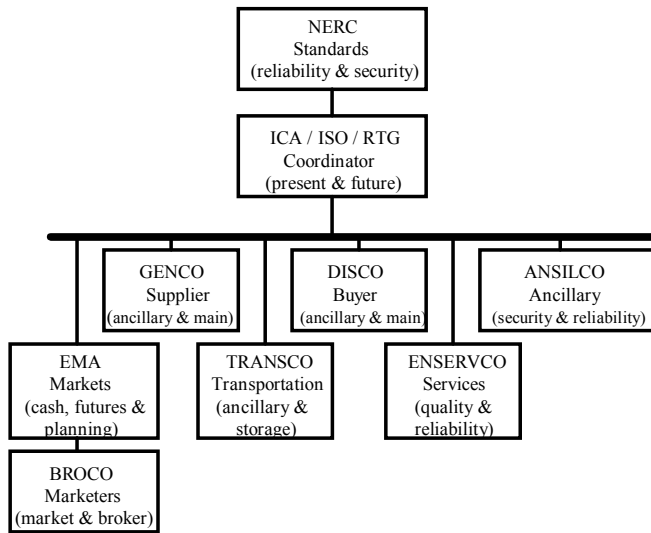 NERC
Standards
(reliability & security)
ICA / ISO / RTG
Coordinator
(present & future)
GENCO
Supplier
(ancillary & main)
DISCO
Buyer
(ancillary & main)
ANSILCO
Ancillary
(security & reliability)
EMA
Markets
(cash, futures &
planning)
TRANSCO
Transportation
(ancillary &
storage)
ENSERVCO
Services
(quality &
reliability)
BROCO
Marketers
(market & broker)